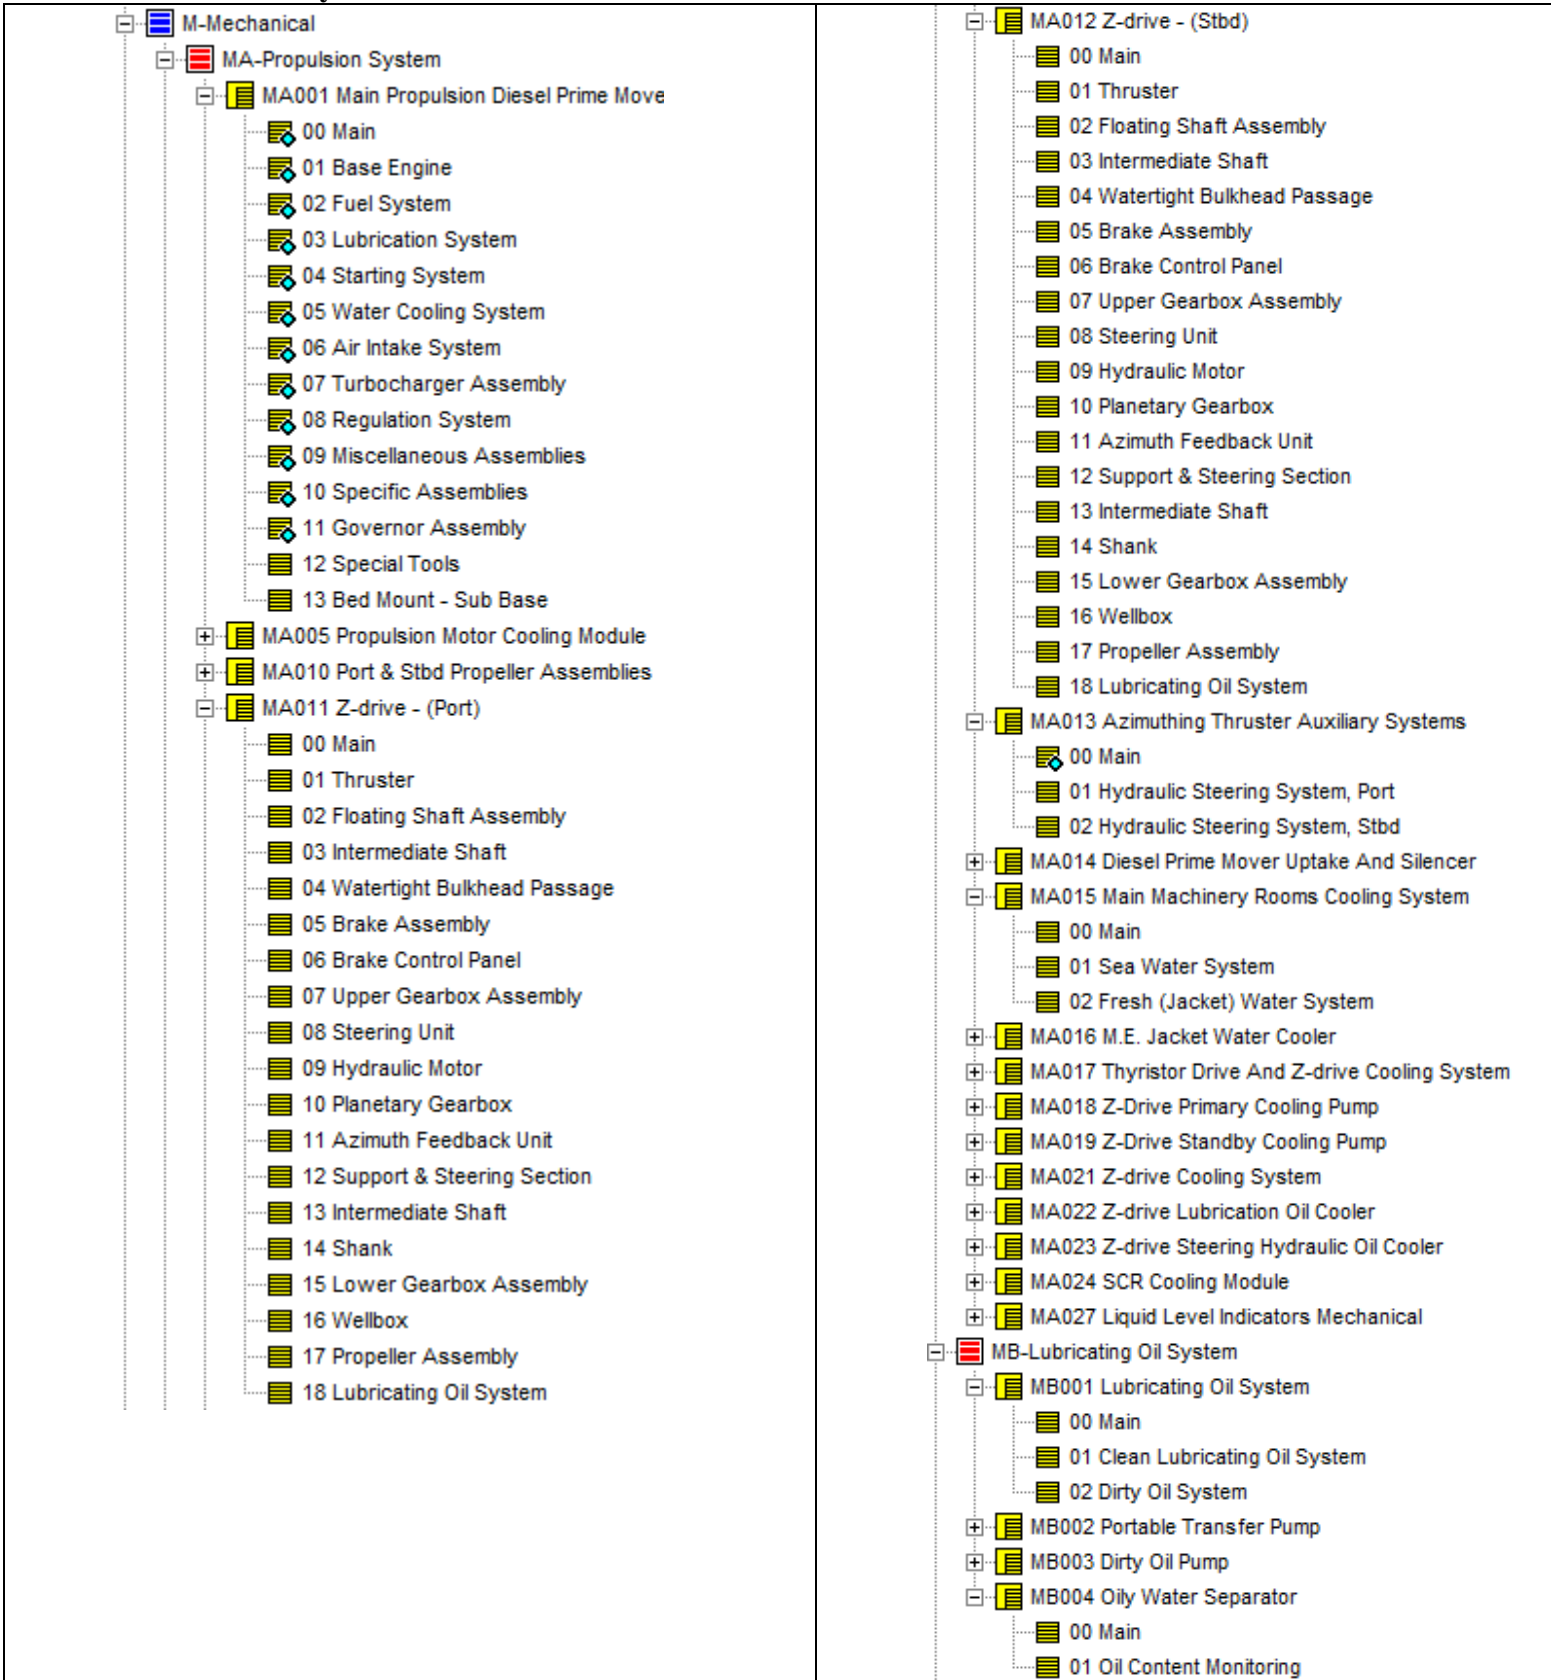 M-Mechanical
MA-Propulsion System
MA001 Main Propulsion Diesel Prime Move
00 Main
01 Base Engine
02 Fuel System
03 Lubrication System
04 Starting System
05 Water Cooling System
06 Air Intake System
07 Turbocharger Assembly
08 Regulation System
09 Miscellaneous Assemblies
10 Specific Assemblies
11 Governor Assembly
12 Special Tools
13 Bed Mount - Sub Base
MA005 Propulsion Motor Cooling Module
MA010 Port & Stbd Propeller Assemblies
MA011 Z-drive - (Port)
00 Main
01 Thruster
02 Floating Shaft Assembly
03 Intermediate Shaft
04 Watertight Bulkhead Passage
05 Brake Assembly
06 Brake Control Panel
07 Upper Gearbox Assembly
08 Steering Unit
09 Hydraulic Motor
10 Planetary Gearbox
11 Azimuth Feedback Unit
12 Support & Steering Section
13 Intermediate Shaft
14 Shank
15 Lower Gearbox Assembly
16 Wellbox
17 Propeller Assembly
18 Lubricating Oil System
MA012 Z-drive - (Stbd)
00 Main
01 Thruster
02 Floating Shaft Assembly
03 Intermediate Shaft
04 Watertight Bulkhead Passage
05 Brake Assembly
06 Brake Control Panel
07 Upper Gearbox Assembly
08 Steering Unit
09 Hydraulic Motor
10 Planetary Gearbox
11 Azimuth Feedback Unit
12 Support & Steering Section
13 Intermediate Shaft
14 Shank
15 Lower Gearbox Assembly
16 Wellbox
17 Propeller Assembly
18 Lubricating Oil System
MA013 Azimuthing Thruster Auxiliary Systems
00 Main
01 Hydraulic Steering System, Port
02 Hydraulic Steering System, Stbd
MA014 Diesel Prime Mover Uptake And Silencer
MA015 Main Machinery Rooms Cooling System
00 Main
01 Sea Water System
02 Fresh (Jacket) Water System
MA016 M.E. Jacket Water Cooler
MA017 Thyristor Drive And Z-drive Cooling System
MA018 Z-Drive Primary Cooling Pump
MA019 Z-Drive Standby Cooling Pump
MA021 Z-drive Cooling System
MA022 Z-drive Lubrication Oil Cooler
MA023 Z-drive Steering Hydraulic Oil Cooler
MA024 SCR Cooling Module
MA027 Liquid Level Indicators Mechanical
MB-Lubricating Oil System
MB001 Lubricating Oil System
00 Main
01 Clean Lubricating Oil System
02 Dirty Oil System
MB002 Portable Transfer Pump
MB003 Dirty Oil Pump
MB004 Oily Water Separator
00 Main
01 Oil Content Monitoring